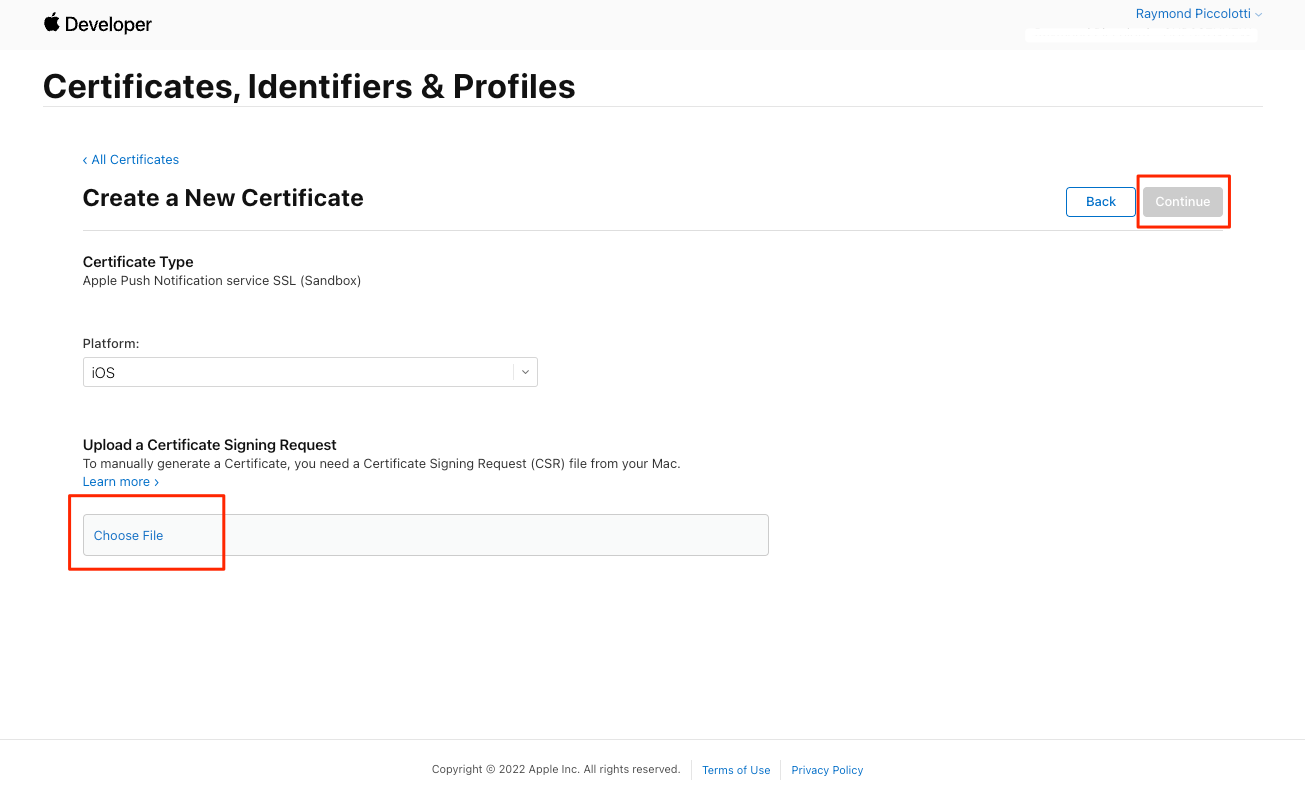 Developer
Raymond Piccolotti
Certificates, Identifiers & Profiles
‹ All Certificates
Create a New Certificate
Back
Continue
Certificate Type
Apple Push Notification service SSL (Sandbox)
Platform:
iOS
Upload a Certificate Signing Request
To manually generate a Certificate, you need a Certificate Signing Request (CSR) file from your Mac.
Learn more ›
Choose File
Copyright © 2022 Apple Inc. All rights reserved.
Terms of Use
Privacy Policy